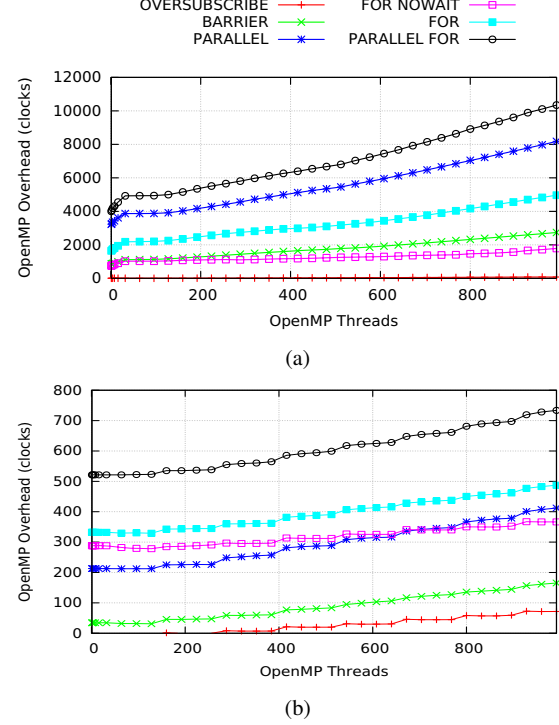 OVERSUBSCRIBE
BARRIER
PARALLEL
FOR NOWAIT
FOR
PARALLEL FOR
OpenMP Overhead (clocks)
12000
10000
8000
6000
4000
2000
0
0 200 400 600 800
OpenMP Threads
(a)
OpenMP Overhead (clocks)
800
700
600
500
400
300
200
100
0
0 200 400 600 800
OpenMP Threads
(b)